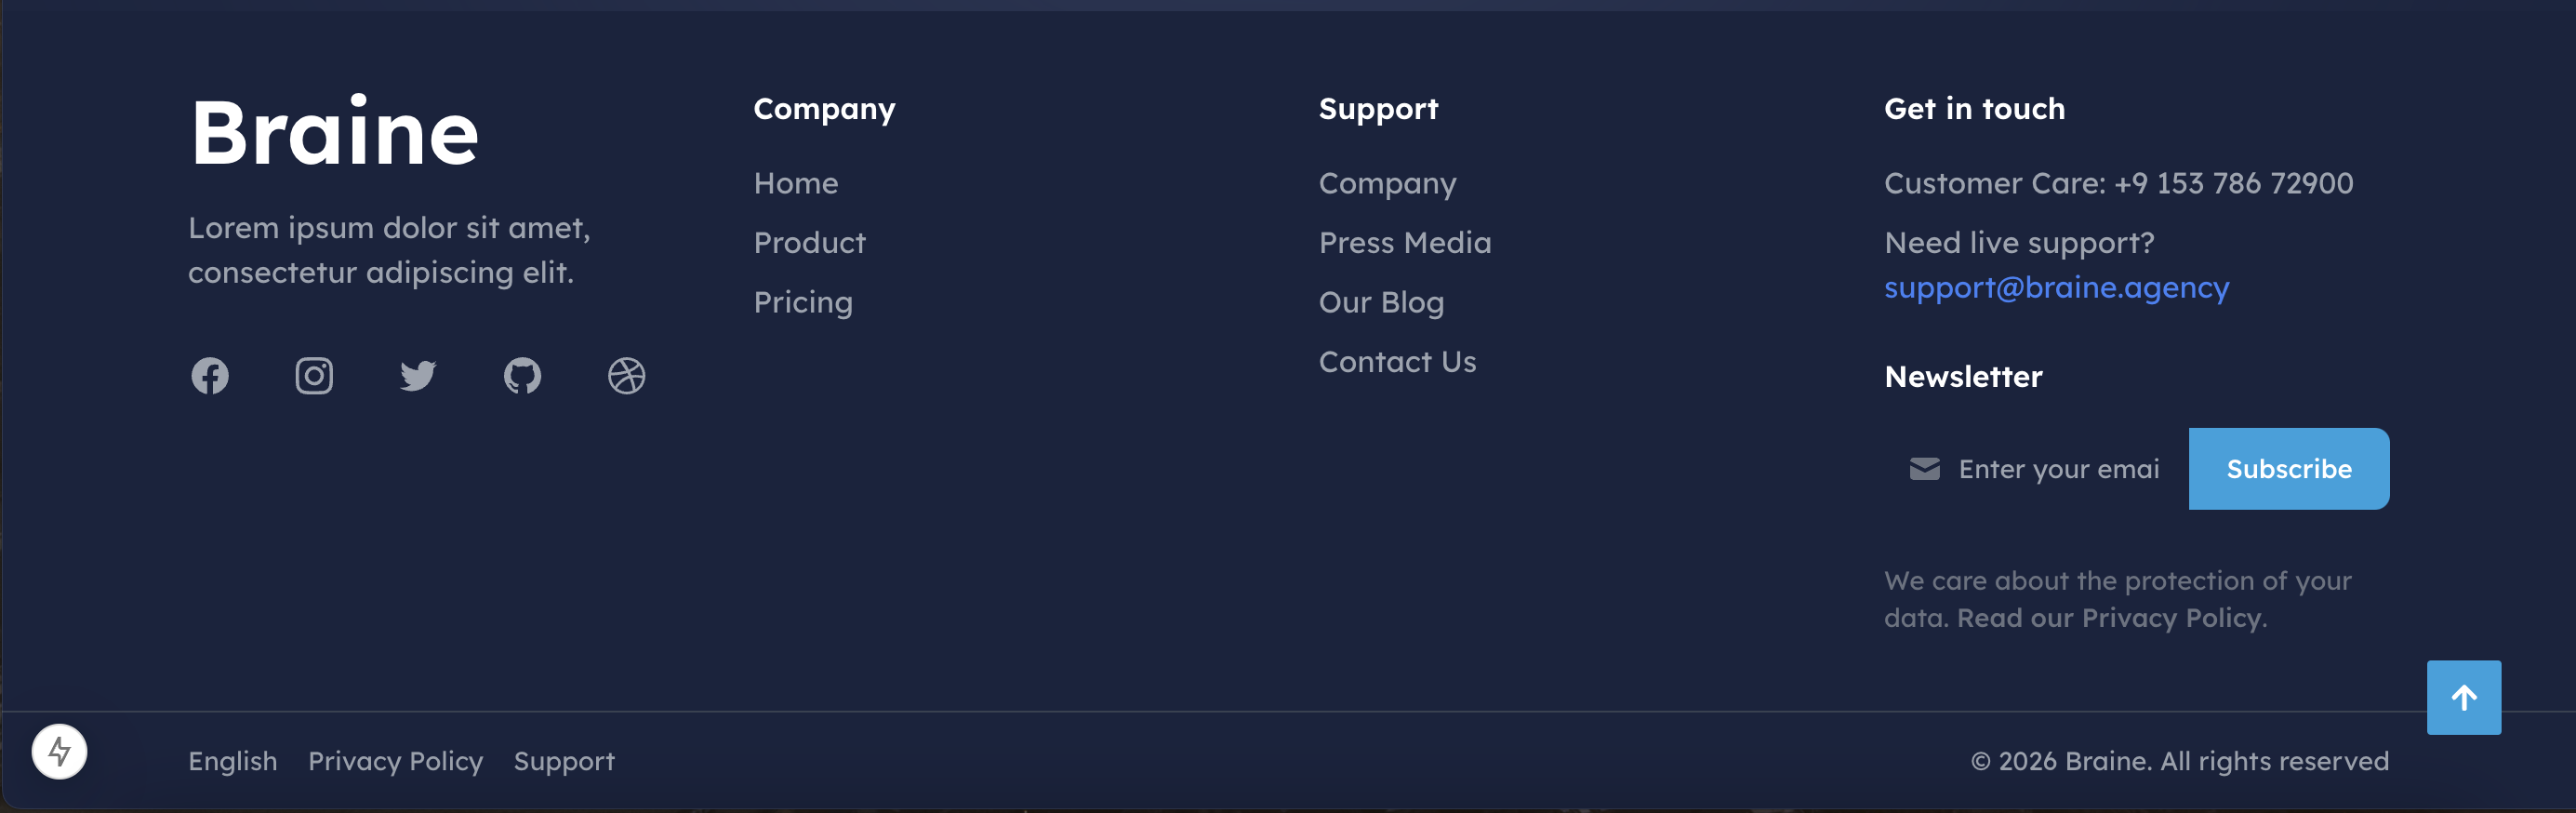 Braine
Lorem ipsum dolor sit amet,
consectetur adipiscing elit.
Company
Home
Product
Pricing
Support
Company
Press Media
Our Blog
Contact Us
Get in touch
Customer Care: +9 153 786 72900
Need live support?
support@braine.agency
Newsletter
Enter your emai
Subscribe
We care about the protection of your
data. Read our Privacy Policy.
English Privacy Policy Support
© 2026 Braine. All rights reserved